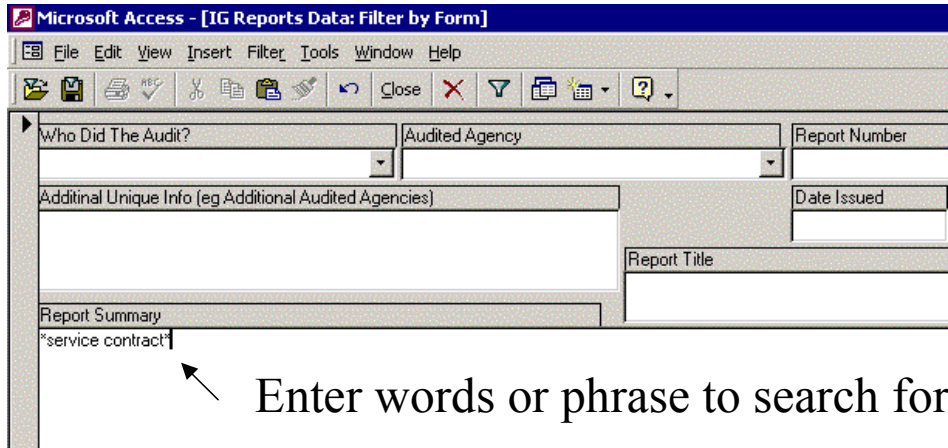 Microsoft Access - [IG Reports Data: Filter by Form]
File Edit View Insert Filter Tools Window Help
ABC Close ?
Who Did The Audit? Audited Agency Report Number
Additinal Unique Info (eg Additional Audited Agencies) Date Issued
Report Title
Report Summary
*service contract*
Enter words or phrase to search for